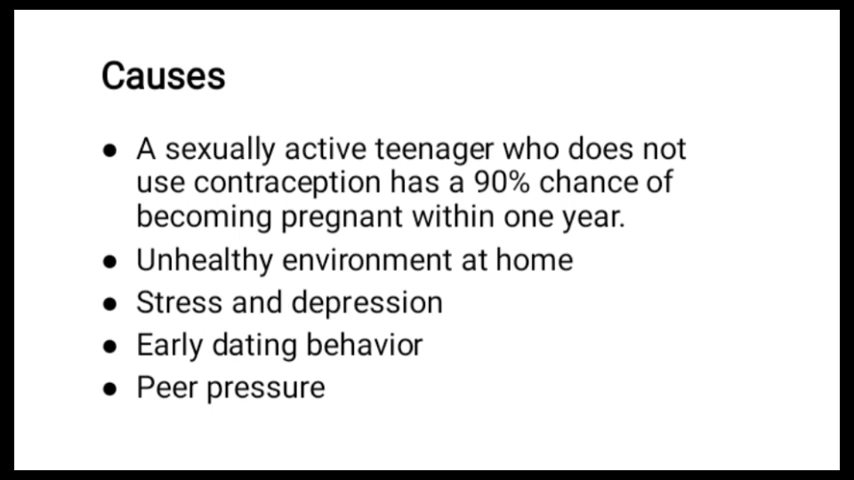 Causes
● A sexually active teenager who does not
use contraception has a 90% chance of
becoming pregnant within one year.
● Unhealthy environment at home
● Stress and depression
● Early dating behavior
● Peer pressure